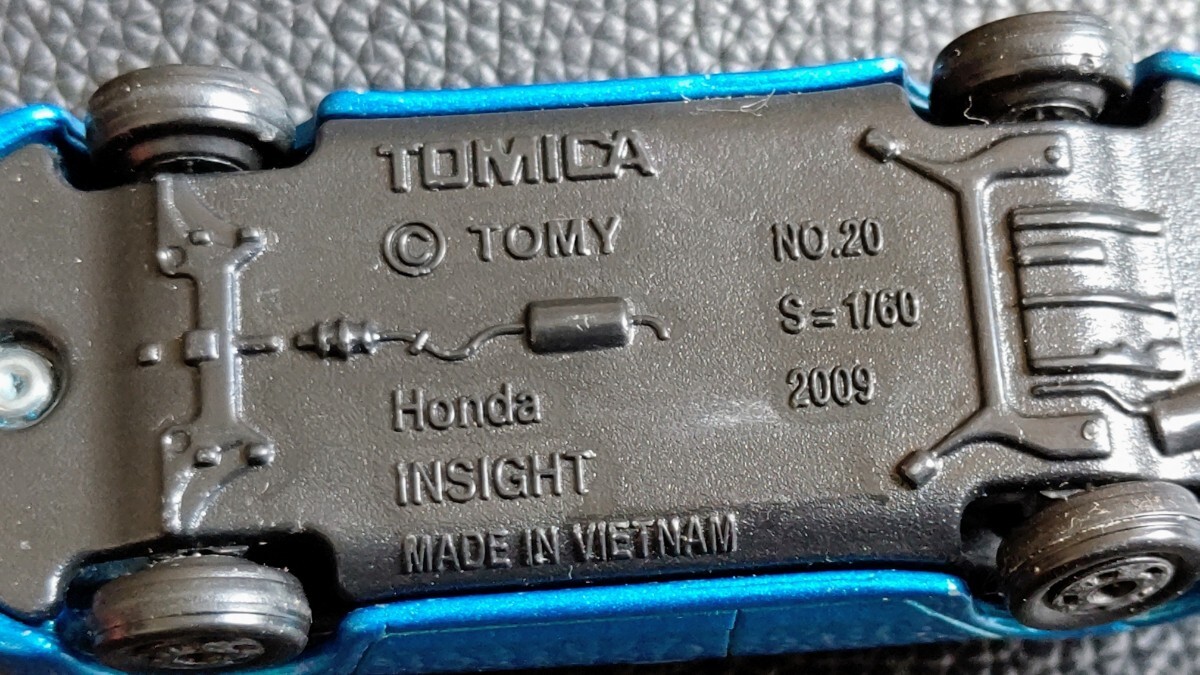 TOMICA
© TOMY
NO.20
S=1/60
2009
Honda
INSIGHT
MADE IN VIETNAM